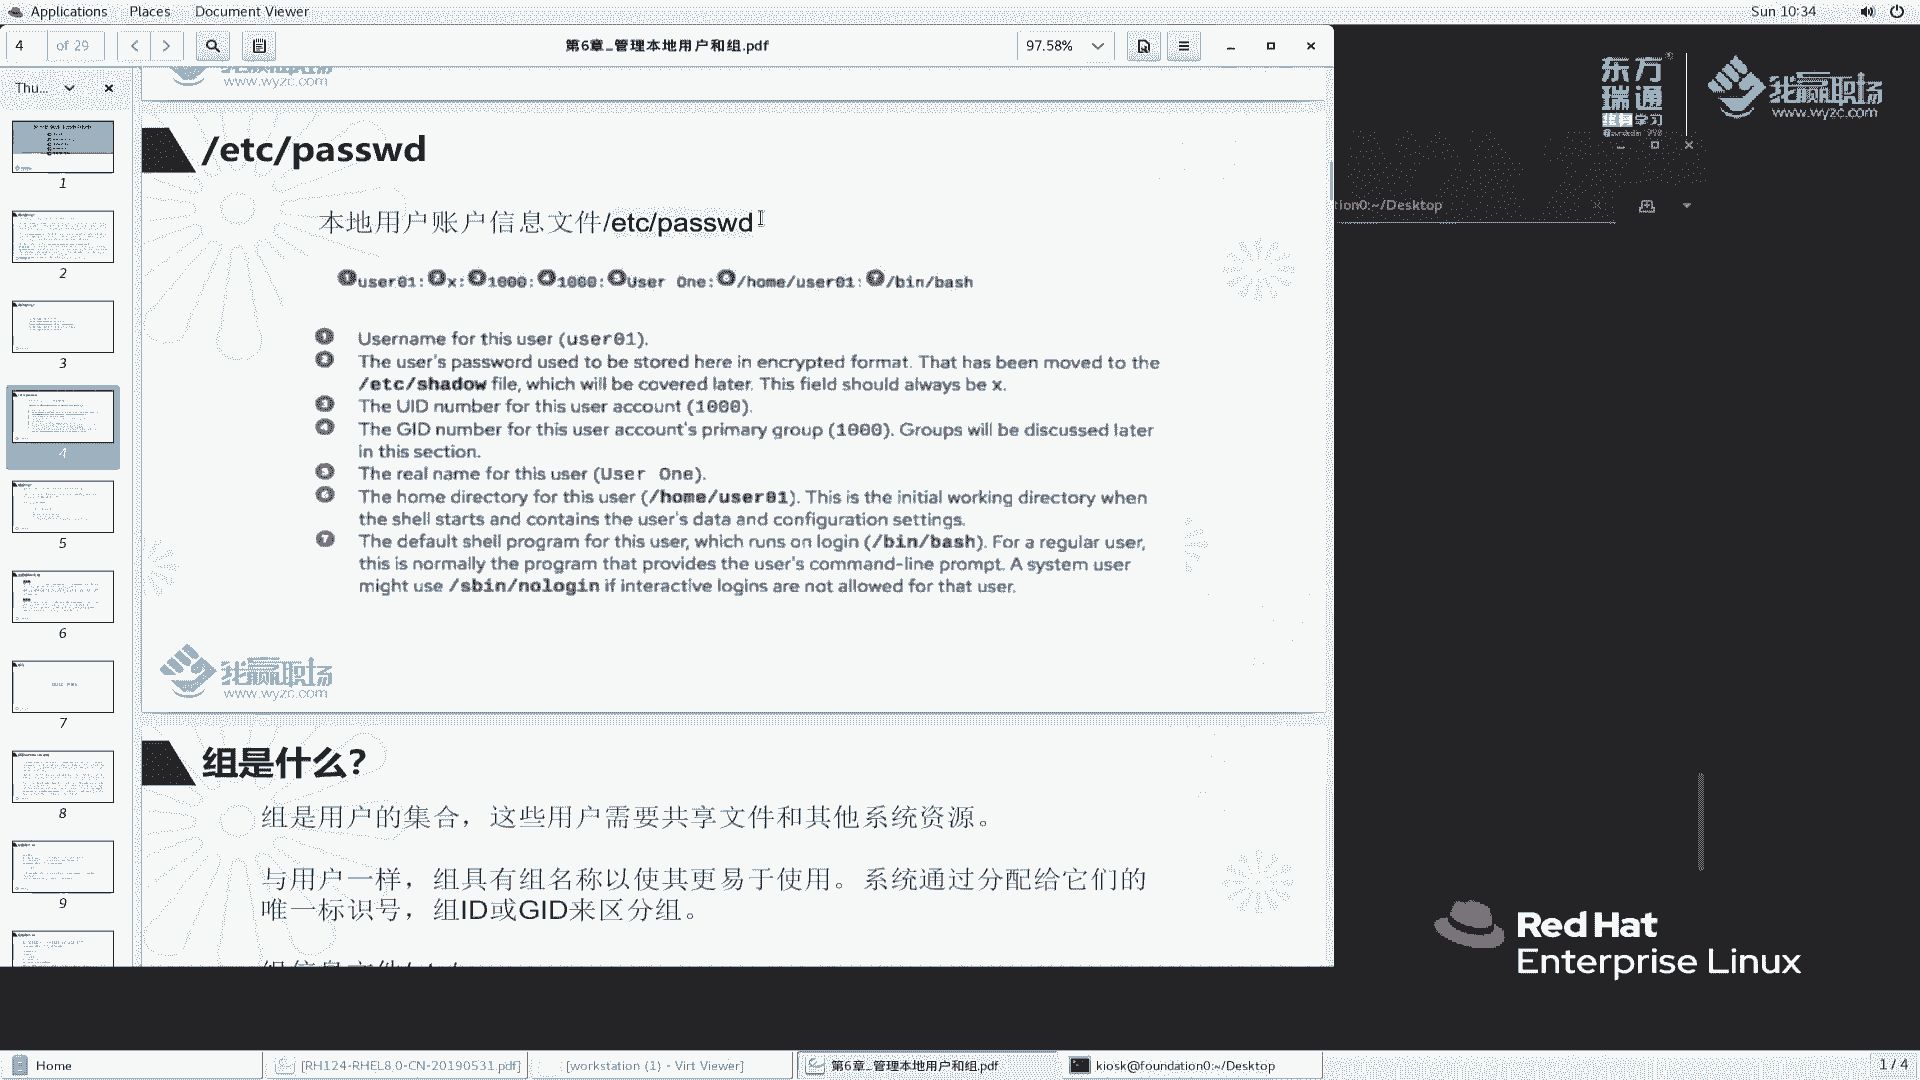 Applications Places Document Viewer
Sun 10:34
4 of 29
第6章_管理本地用户和组.pdf
97.58%
Thu...
1
2
3
4
5
6
7
8
9
www.wyzc.com
/etc/passwd
本地用户账户信息文件/etc/passwd
1 user01: 2 x: 3 1000: 4 1000: 5 User One: 6 /home/user01: 7 /bin/bash
1 Username for this user (user01).
2 The user's password used to be stored here in encrypted format. That has been moved to the
/etc/shadow file, which will be covered later. This field should always be x.
3 The UID number for this user account (1000).
4 The GID number for this user account's primary group (1000). Groups will be discussed later
in this section.
5 The real name for this user (User One).
6 The home directory for this user (/home/user01). This is the initial working directory when
the shell starts and contains the user's data and configuration settings.
7 The default shell program for this user, which runs on login (/bin/bash). For a regular user,
this is normally the program that provides the user's command-line prompt. A system user
might use /sbin/nologin if interactive logins are not allowed for that user.
我赢职场
www.wyzc.com
组是什么？
组是用户的集合，这些用户需要共享文件和其他系统资源。
与用户一样，组具有组名称以使其更易于使用。系统通过分配给它们的
唯一标识号，组ID或GID来区分组。
东方
瑞通
终身学习
我赢职场
www.wyzc.com
tion0:~/Desktop
Red Hat
Enterprise Linux
Home
[RH124-RHEL8.0-CN-20190531.pdf]
[workstation (1) - Virt Viewer]
第6章_管理本地用户和组.pdf
kiosk@foundation0:~/Desktop
1 / 4